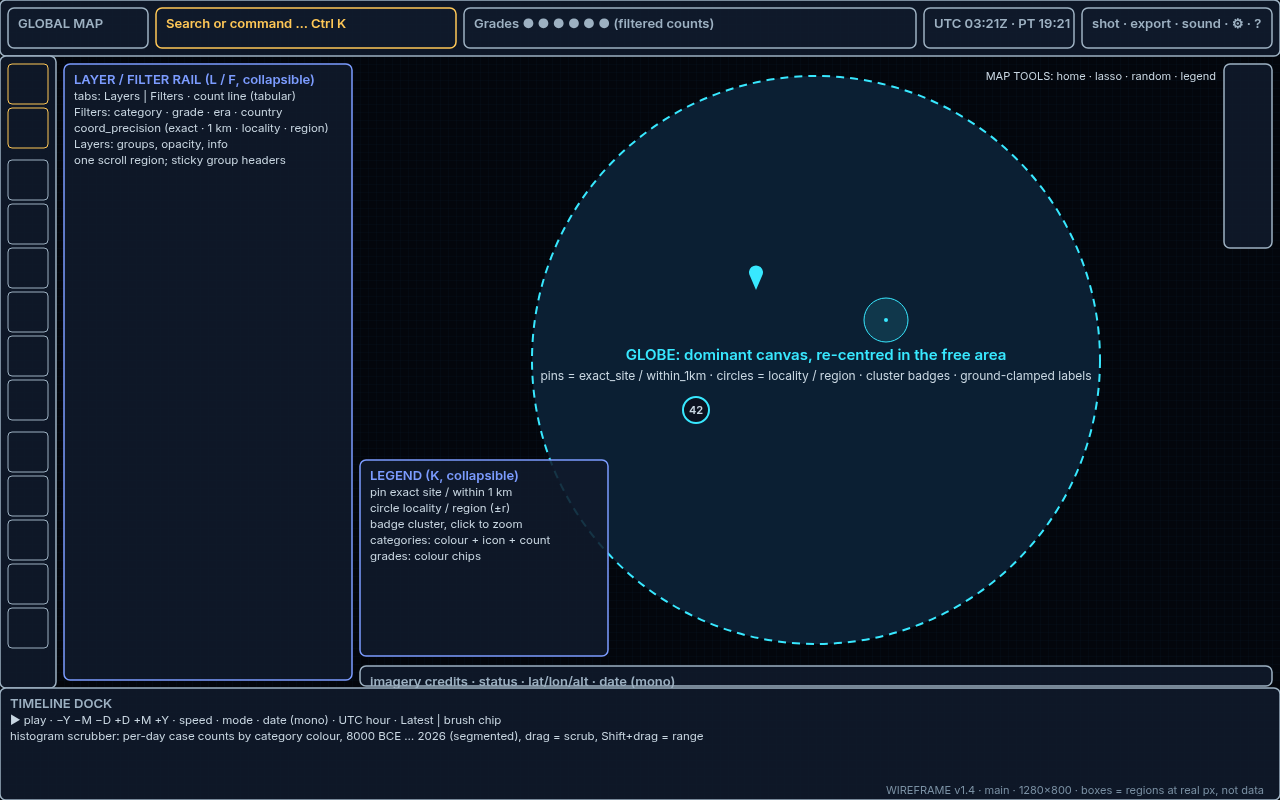 GLOBAL MAP
Search or command … Ctrl K
Grades ● ● ● ● ● ● (filtered counts)
UTC 03:21Z · PT 19:21
shot · export · sound · ⚙ · ?
LAYER / FILTER RAIL (L / F, collapsible)
tabs: Layers | Filters · count line (tabular)
Filters: category · grade · era · country
coord_precision (exact · 1 km · locality · region)
Layers: groups, opacity, info
one scroll region; sticky group headers
MAP TOOLS: home · lasso · random · legend
GLOBE: dominant canvas, re-centred in the free area
pins = exact_site / within_1km · circles = locality / region · cluster badges · ground-clamped labels
42
LEGEND (K, collapsible)
pin exact site / within 1 km
circle locality / region (±r)
badge cluster, click to zoom
categories: colour + icon + count
grades: colour chips
imagery credits · status · lat/lon/alt · date (mono)
TIMELINE DOCK
▶ play · −Y −M −D +D +M +Y · speed · mode · date (mono) · UTC hour · Latest | brush chip
histogram scrubber: per-day case counts by category colour, 8000 BCE … 2026 (segmented), drag = scrub, Shift+drag = range
WIREFRAME v1.4 · main · 1280×800 · boxes = regions at real px, not data